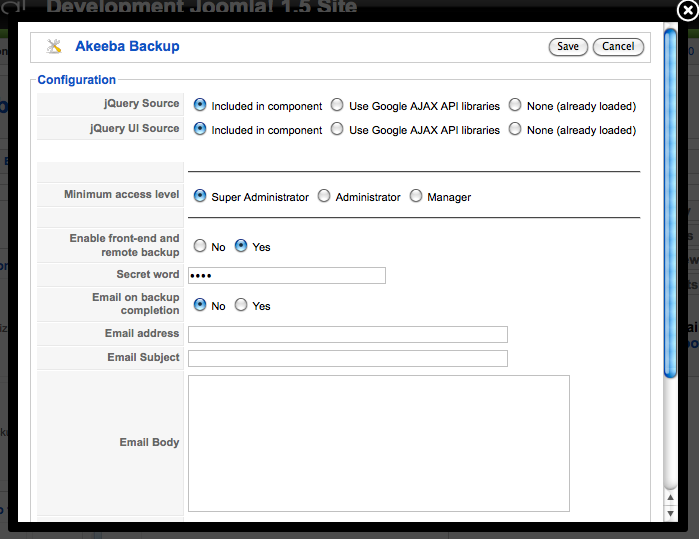 Development Joomla! 1.5 Site
Akeeba Backup
Save Cancel
Configuration
jQuery Source Included in component Use Google AJAX API libraries None (already loaded)
jQuery UI Source Included in component Use Google AJAX API libraries None (already loaded)
Minimum access level Super Administrator Administrator Manager
Enable front-end and
remote backup No Yes
Secret word ••••
Email on backup
completion No Yes
Email address
Email Subject
Email Body